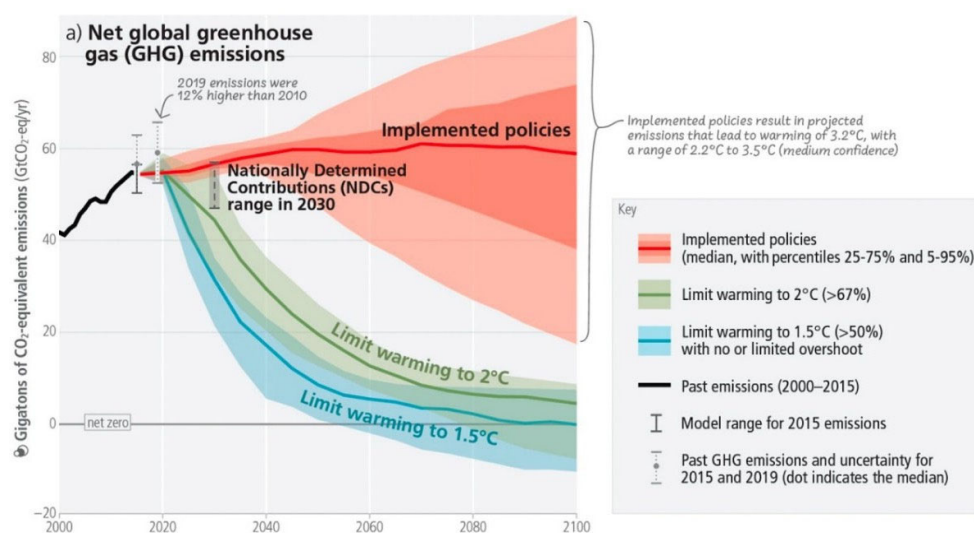 a) Net global greenhouse
gas (GHG) emissions
2019 emissions were
12% higher than 2010
Implemented policies
Nationally Determined
Contributions (NDCs)
range in 2030
Limit warming to 2°C
Limit warming to 1.5°C
net zero
Gigatons of CO₂-equivalent emissions (GtCO₂-eq/yr)
80
60
40
20
0
−20
2000
2020
2040
2060
2080
2100
Implemented policies result in projected
emissions that lead to warming of 3.2°C, with
a range of 2.2°C to 3.5°C (medium confidence)
Key
Implemented policies
(median, with percentiles 25-75% and 5-95%)
Limit warming to 2°C (>67%)
Limit warming to 1.5°C (>50%)
with no or limited overshoot
Past emissions (2000–2015)
Model range for 2015 emissions
Past GHG emissions and uncertainty for
2015 and 2019 (dot indicates the median)